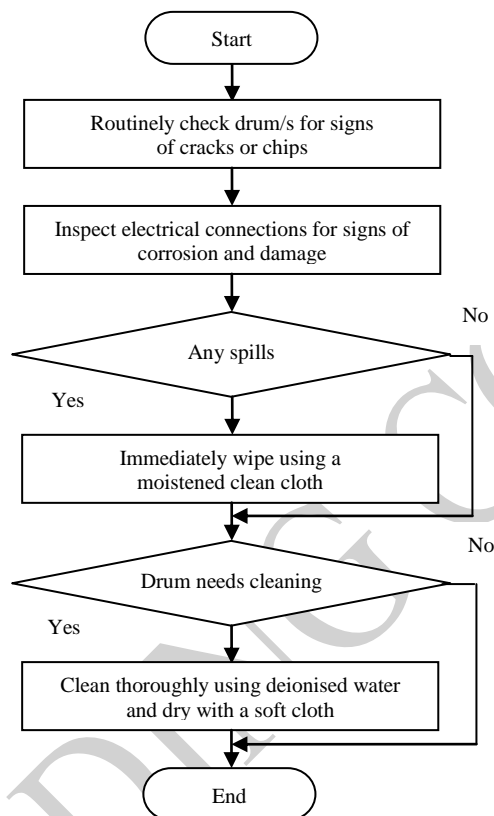 Start
Routinely check drum/s for signs
of cracks or chips
Inspect electrical connections for signs of
corrosion and damage
No
Any spills
Yes
Immediately wipe using a
moistened clean cloth
No
Drum needs cleaning
Yes
Clean thoroughly using deionised water
and dry with a soft cloth
End